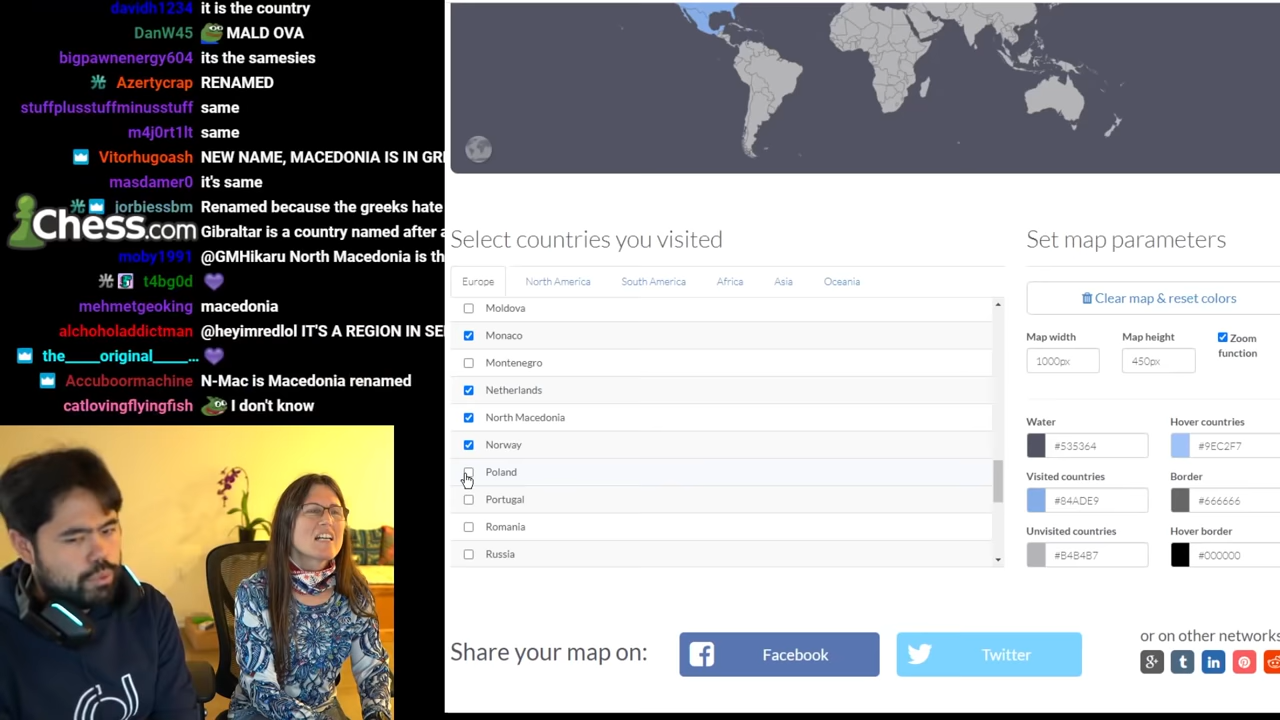 davidh1234 it is the country
DanW45 MALD OVA
bigpawnenergy604 its the samesies
Azertycrap RENAMED
stuffplusstuffminusstuff same
m4j0rt1lt same
Vitorhugoash NEW NAME, MACEDONIA IS IN GRE
masdamer0 it's same
jorbiessbm Renamed because the greeks hate
Chess.com
Gibraltar is a country named after a
moby1991 @GMHikaru North Macedonia is th
t4bg0d
mehmetgeoking macedonia
alchoholaddictman @heyimredlol IT'S A REGION IN SE
the____original____...
Accuboormachine N-Mac is Macedonia renamed
catlovingflyingfish I don't know
Select countries you visited
Europe North America South America Africa Asia Oceania
Moldova
Monaco
Montenegro
Netherlands
North Macedonia
Norway
Poland
Portugal
Romania
Russia
Set map parameters
Clear map & reset colors
Map width Map height Zoom function
1000px 450px
Water Hover countries
#535364 #9EC2F7
Visited countries Border
#84ADE9 #666666
Unvisited countries Hover border
#B4B4B7 #000000
Share your map on: Facebook Twitter
or on other networks